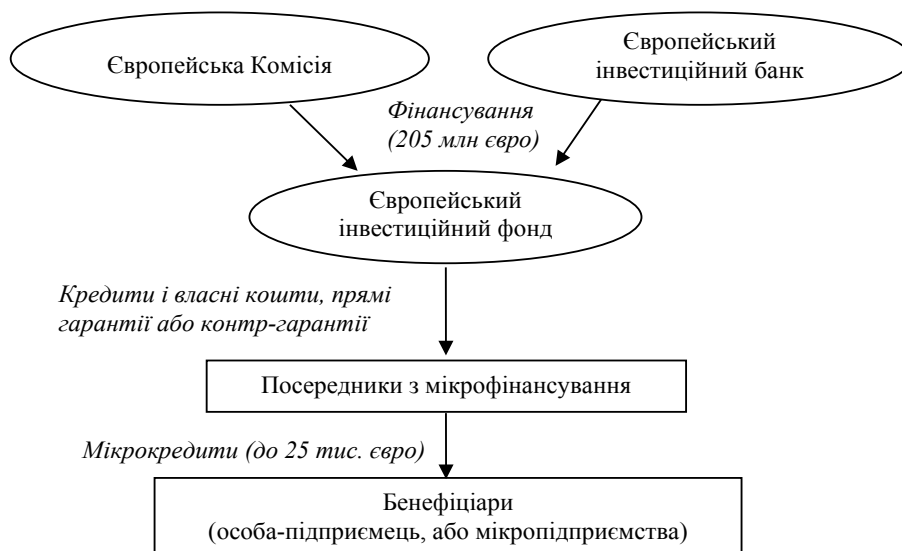 Європейська Комісія
Європейський
інвестиційний банк
Фінансування
(205 млн євро)
Європейський
інвестиційний фонд
Кредити і власні кошти, прямі
гарантії або контр-гарантії
Посередники з мікрофінансування
Мікрокредити (до 25 тис. євро)
Бенефіціари
(особа-підприємець, або мікропідприємства)